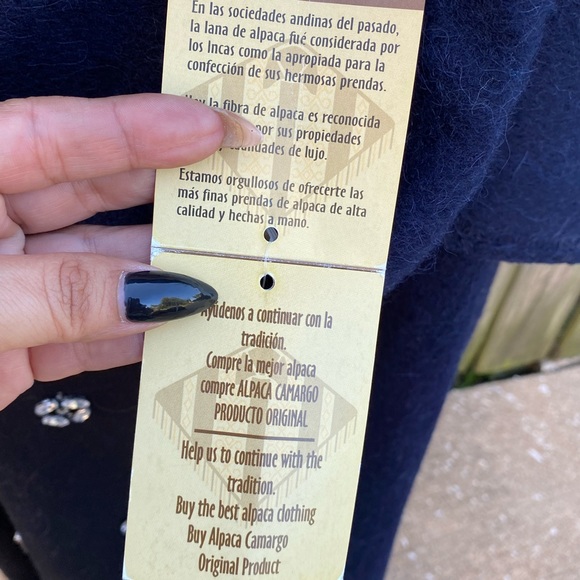 En las sociedades andinas del pasado,
la lana de alpaca fué considerada por
los Incas como la apropiada para la
confección de sus hermosas prendas.
la fibra de alpaca es reconocida
por sus propiedades
de lujo.
Estamos orgullosos de ofrecerte las
más finas prendas de alpaca de alta
calidad y hechas a mano.
Ayúdenos a continuar con la
tradición.
Compre la mejor alpaca
compre ALPACA CAMARGO
PRODUCTO ORIGINAL
Help us to continue with the
tradition.
Buy the best alpaca clothing
Buy Alpaca Camargo
Original Product